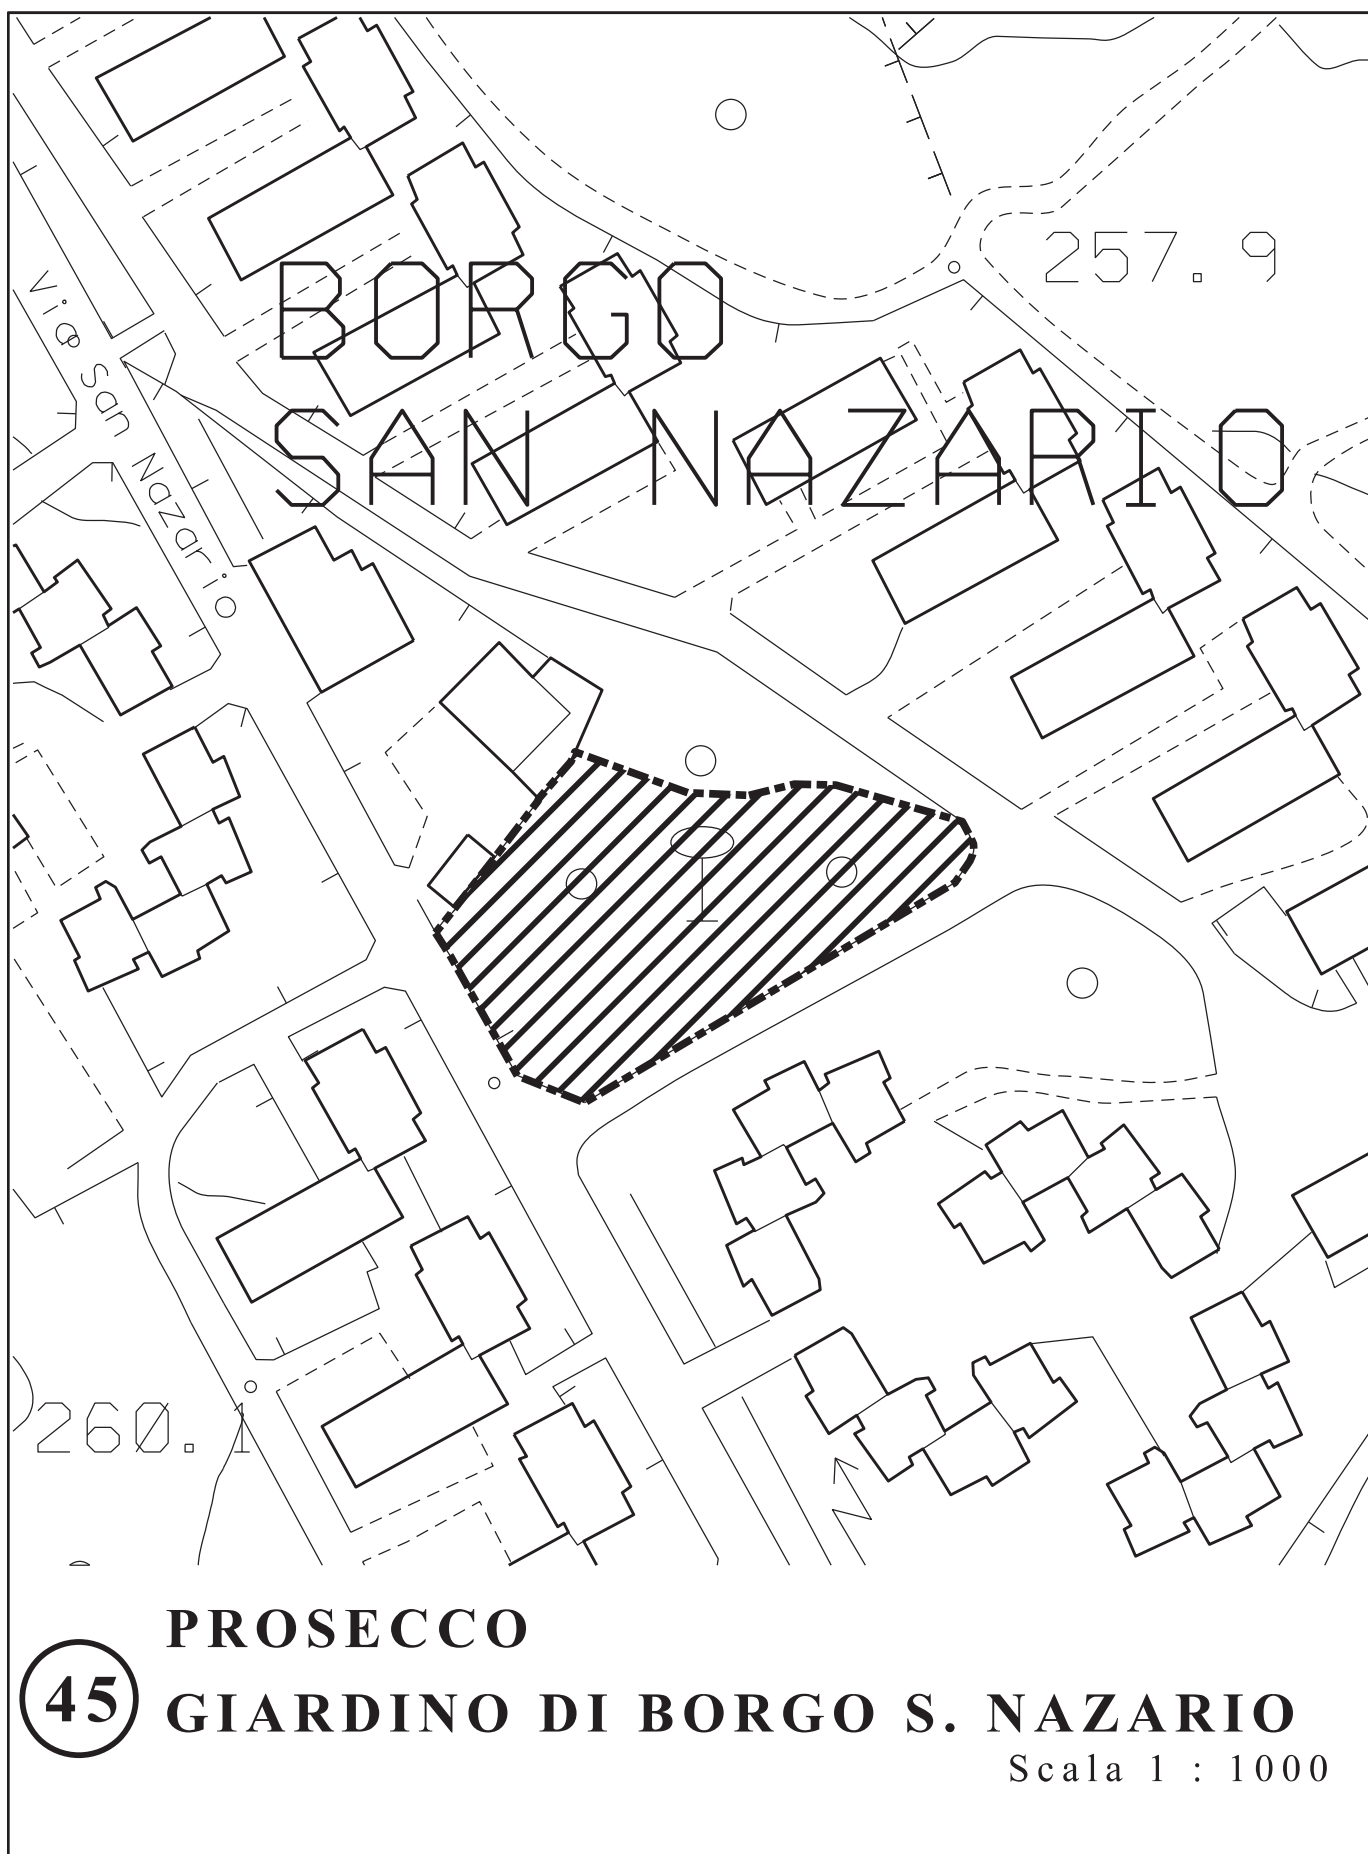 BORGO
257.9
SAN NAZARIO
Via San Nazario
260.1
PROSECCO
45
GIARDINO DI BORGO S. NAZARIO
Scala 1 : 1000